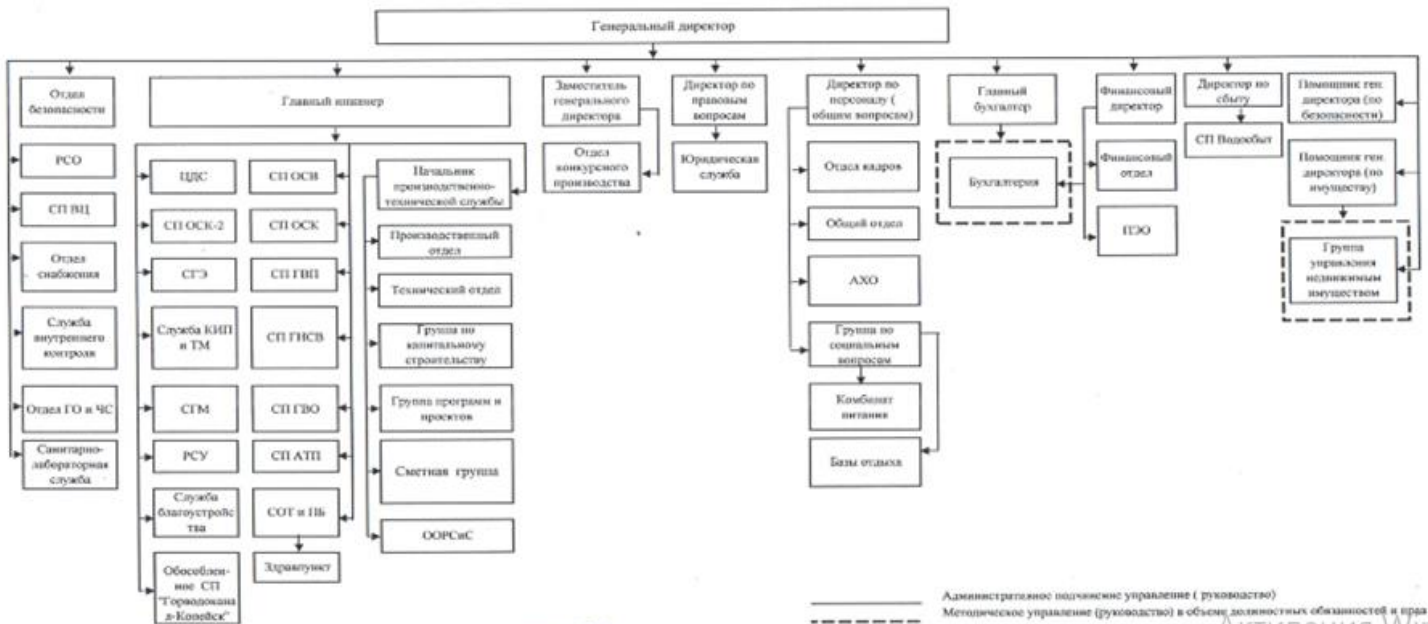 Генеральный директор
Отдел
безопасности
Главный инженер
Заместитель
генерального
директора
Директор по
правовым
вопросам
Директор по
персоналу (
общим вопросам)
Главный
бухгалтер
Финансовый
директор
Директор по
сбыту
Помощник ген.
директора (по
безопасности)
РСО
СП ВЦ
Отдел
снабжения
Служба
внутреннего
контроля
Отдел ГО и ЧС
Санитарно-
лабораторная
служба
ЦДС
СП ОСК-2
СГЭ
Служба КИП
и ТМ
СГМ
РСУ
Служба
благоустройс
тва
Обособлен-
ное СП
"Горводокана
л-Копейск"
СП ОСВ
СП ОСК
СП ГВП
СП ГНСВ
СП ГВО
СП АТП
СОТ и ПБ
Здравпункт
Начальник
производственно-
технической службы
Производственный
отдел
Технический отдел
Группа по
капитальному
строительству
Группа программ и
проектов
Сметная группа
ООРСиС
Отдел
конкурсного
производства
Юридическая
служба
Отдел кадров
Общий отдел
АХО
Группа по
социальным
вопросам
Комбинат
питания
Базы отдыха
Бухгалтерия
Финансовый
отдел
ПЭО
СП Водосбыт
Помощник ген.
директора (по
имуществу)
Группа
управления
недвижимым
имуществом
Административное подчинение управление ( руководство)
Методическое управление (руководство) в объеме должностных обязанностей и прав
Активация Win